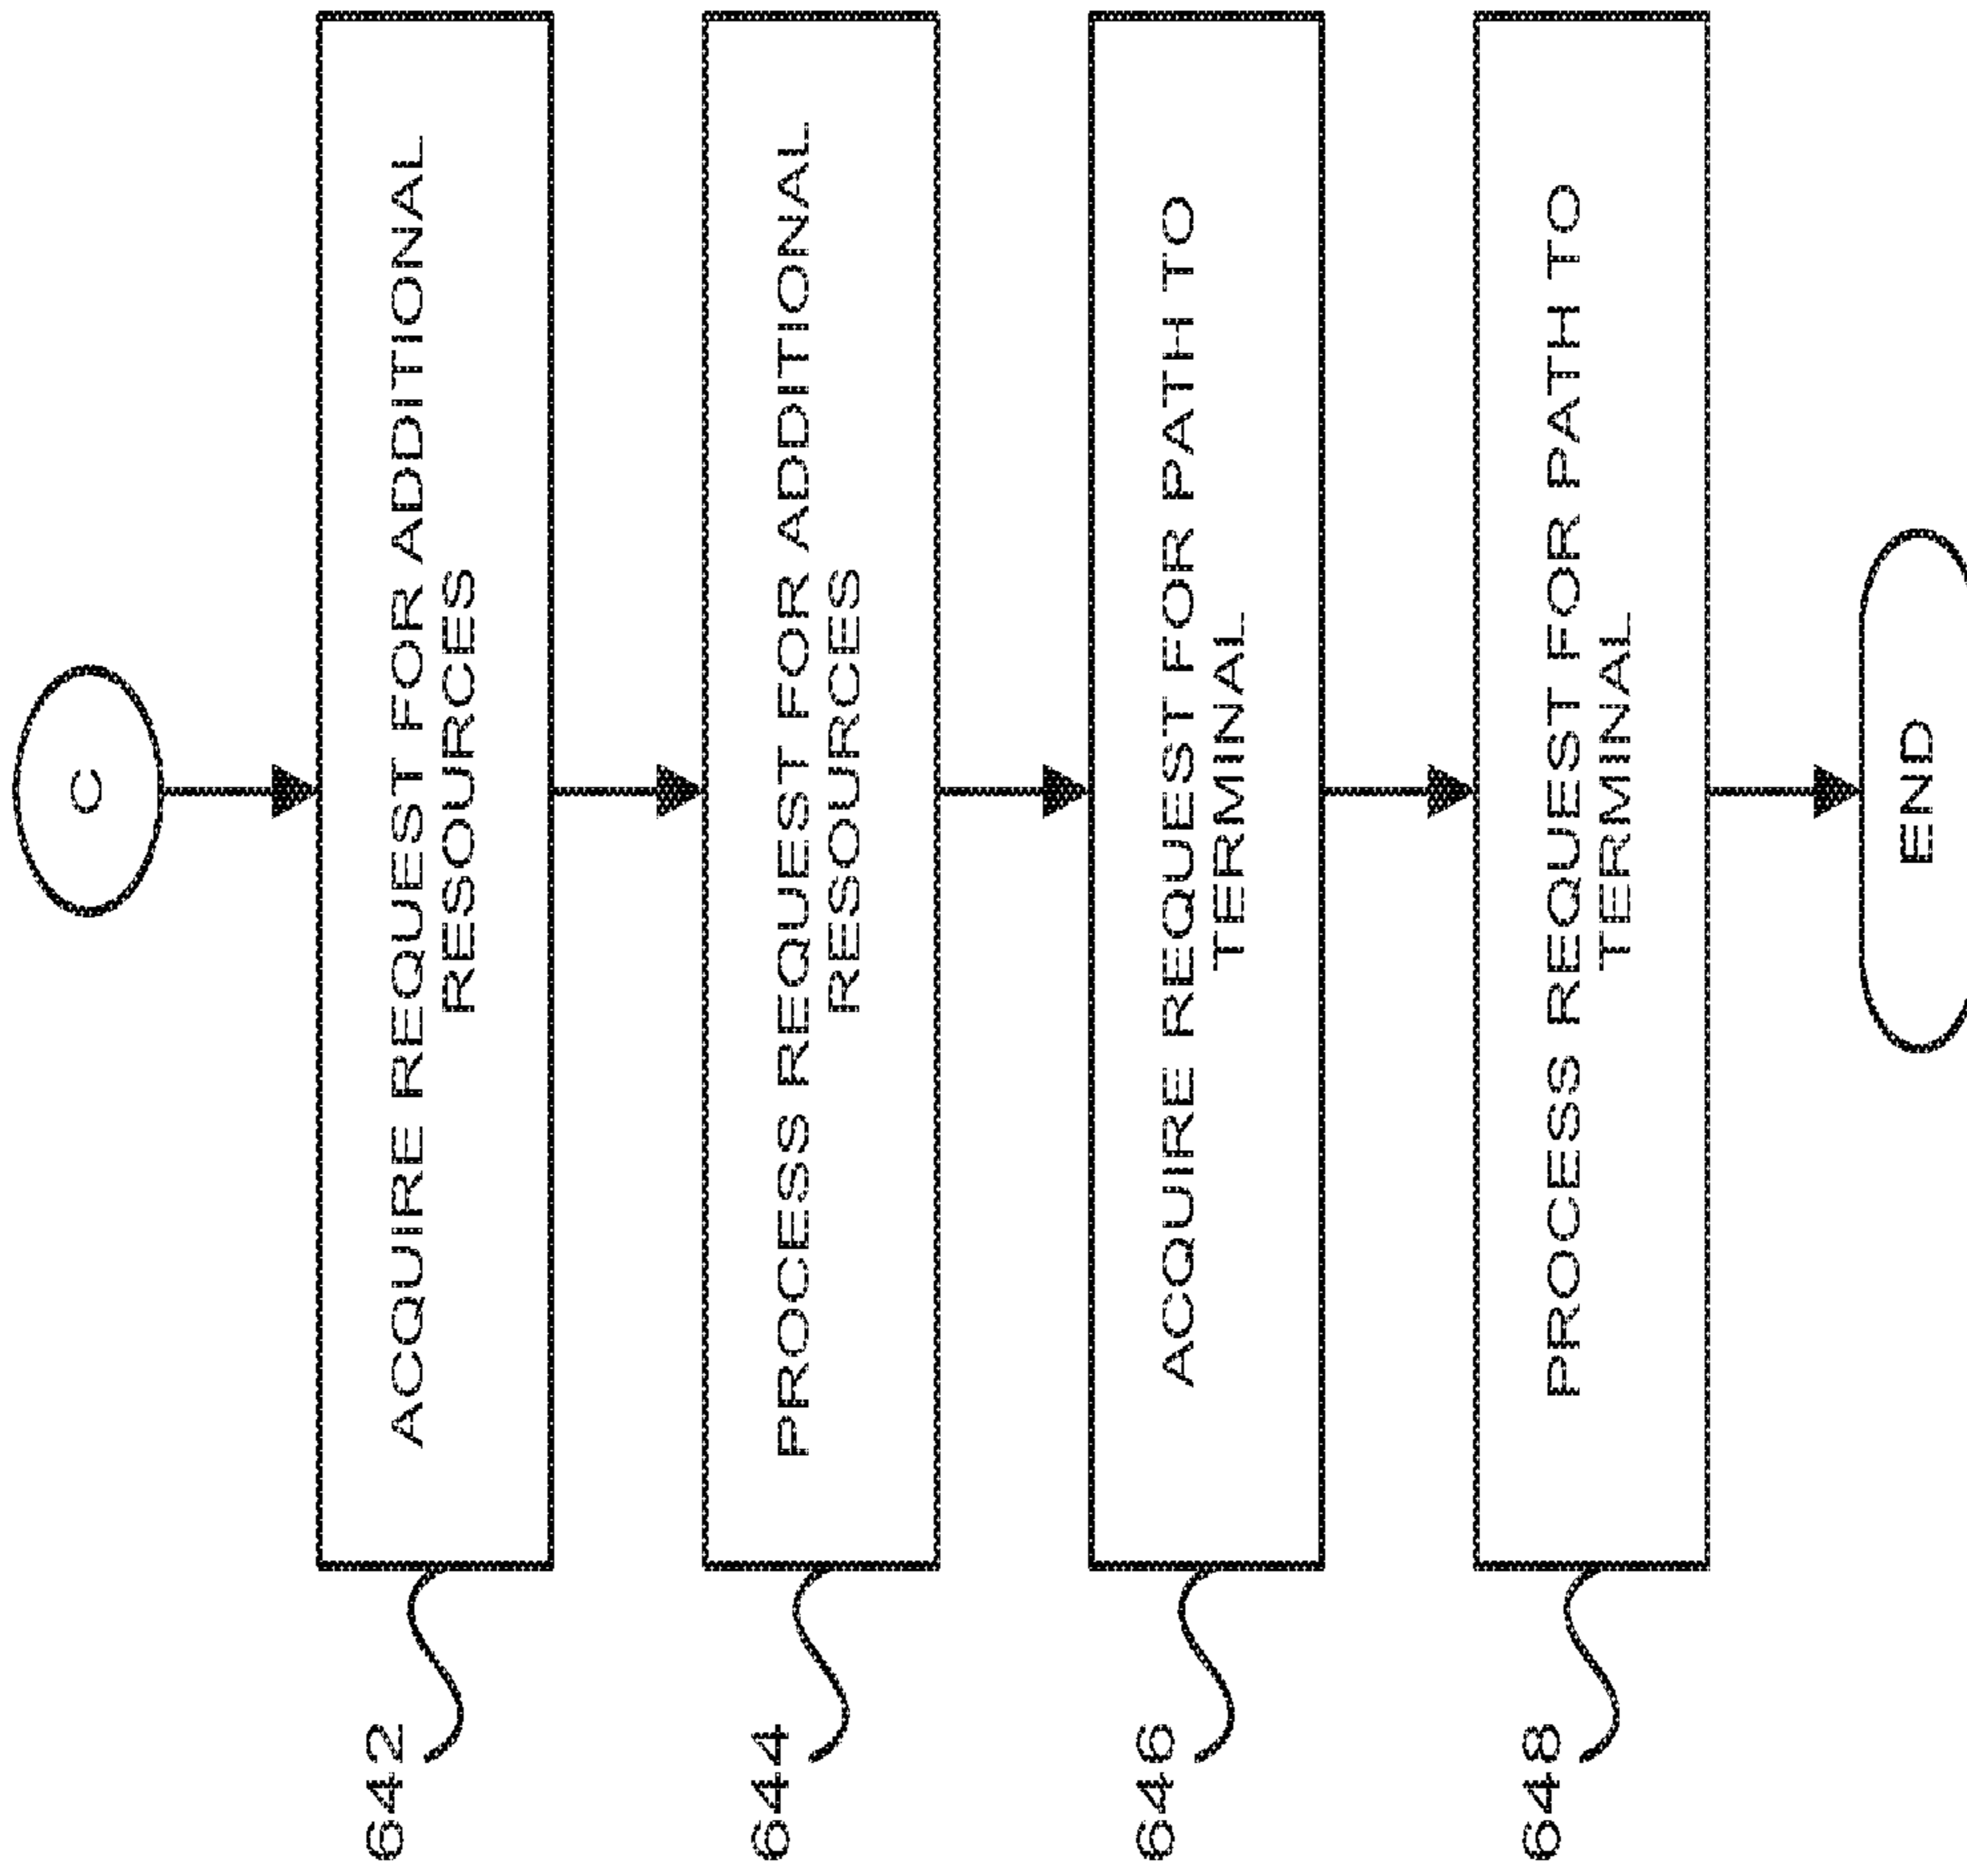 C
642
ACQUIRE REQUEST FOR ADDITIONAL
RESOURCES
644
PROCESS REQUEST FOR ADDITIONAL
RESOURCES
646
ACQUIRE REQUEST FOR PATH TO
TERMINAL
648
PROCESS REQUEST FOR PATH TO
TERMINAL
END